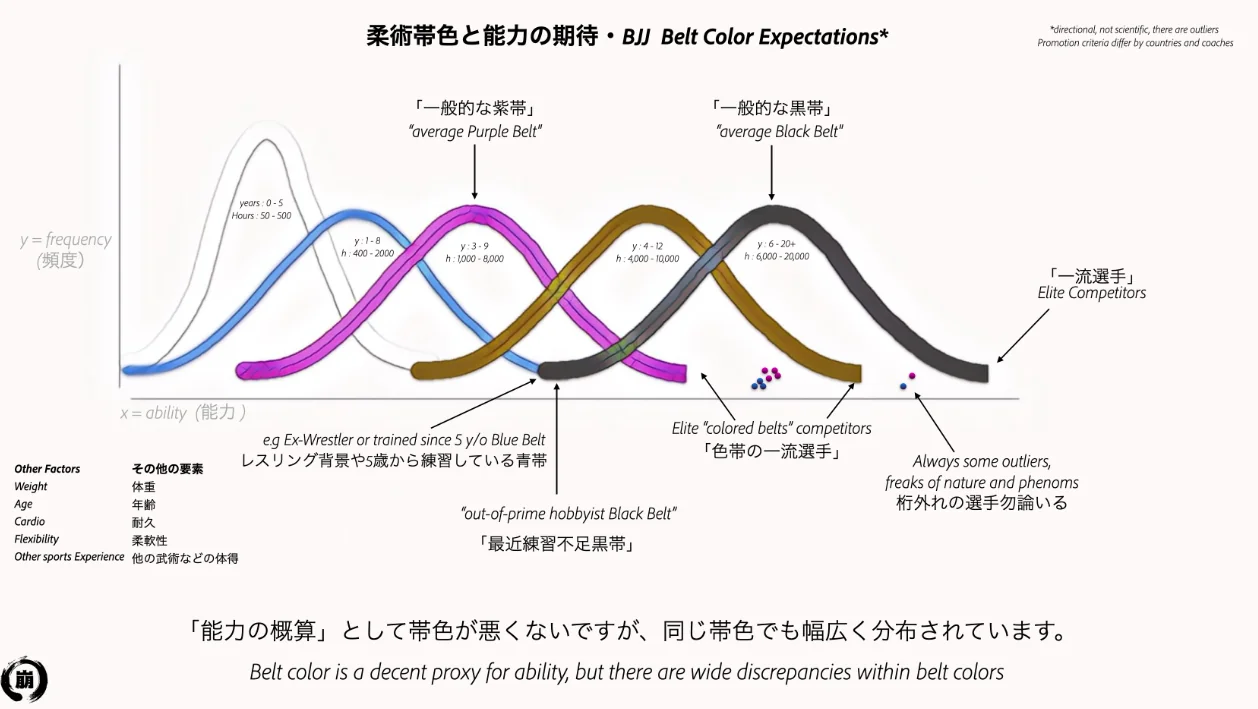 柔術帯色と能力の期待・BJJ Belt Color Expectations*
*directional, not scientific, there are outliers
Promotion criteria differ by countries and coaches
「一般的な紫帯」
"average Purple Belt"
「一般的な黒帯」
"average Black Belt"
years : 0 - 5
Hours : 50 - 500
y : 1 - 8
h : 400 - 2000
y : 3 - 9
h : 1,000 - 8,000
y : 4 - 12
h : 4,000 - 10,000
y : 6 - 20+
h : 6,000 - 20,000
y = frequency
(頻度）
「一流選手」
Elite Competitors
x = ability（能力 ）
e.g Ex-Wrestler or trained since 5 y/o Blue Belt
レスリング背景や5歳から練習している青帯
"out-of-prime hobbyist Black Belt"
「最近練習不足黒帯」
Elite "colored belts" competitors
「色帯の一流選手」
Always some outliers,
freaks of nature and phenoms
桁外れの選手勿論いる
Other Factors その他の要素
Weight 体重
Age 年齢
Cardio 耐久
Flexibility 柔軟性
Other sports Experience 他の武術などの体得
「能力の概算」として帯色が悪くないですが、同じ帯色でも幅広く分布されています。
Belt color is a decent proxy for ability, but there are wide discrepancies within belt colors
崩